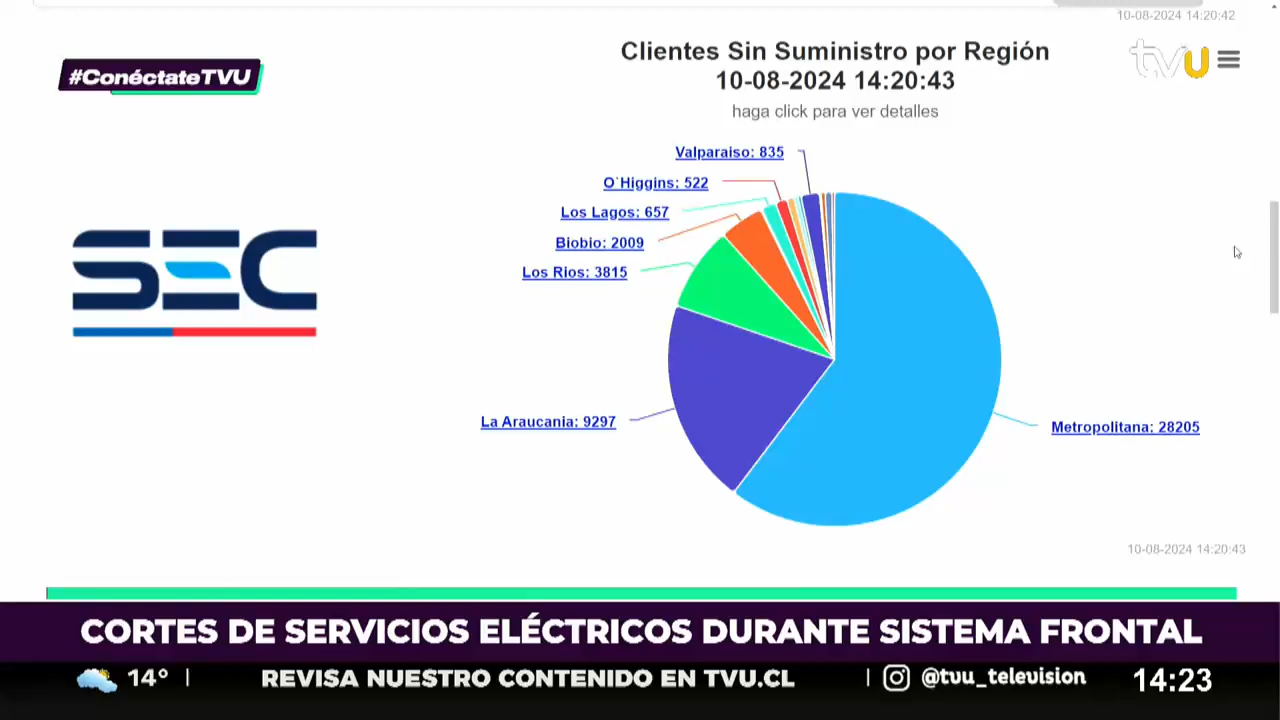 10-08-2024 14:20:42
#ConéctateTVU
Clientes Sin Suministro por Región
10-08-2024 14:20:43
haga click para ver detalles
tvU
Valparaiso: 835
O`Higgins: 522
Los Lagos: 657
Biobio: 2009
Los Rios: 3815
SEC
La Araucania: 9297
Metropolitana: 28205
10-08-2024 14:20:43
CORTES DE SERVICIOS ELÉCTRICOS DURANTE SISTEMA FRONTAL
14° | REVISA NUESTRO CONTENIDO EN TVU.CL | @tvu_television 14:23